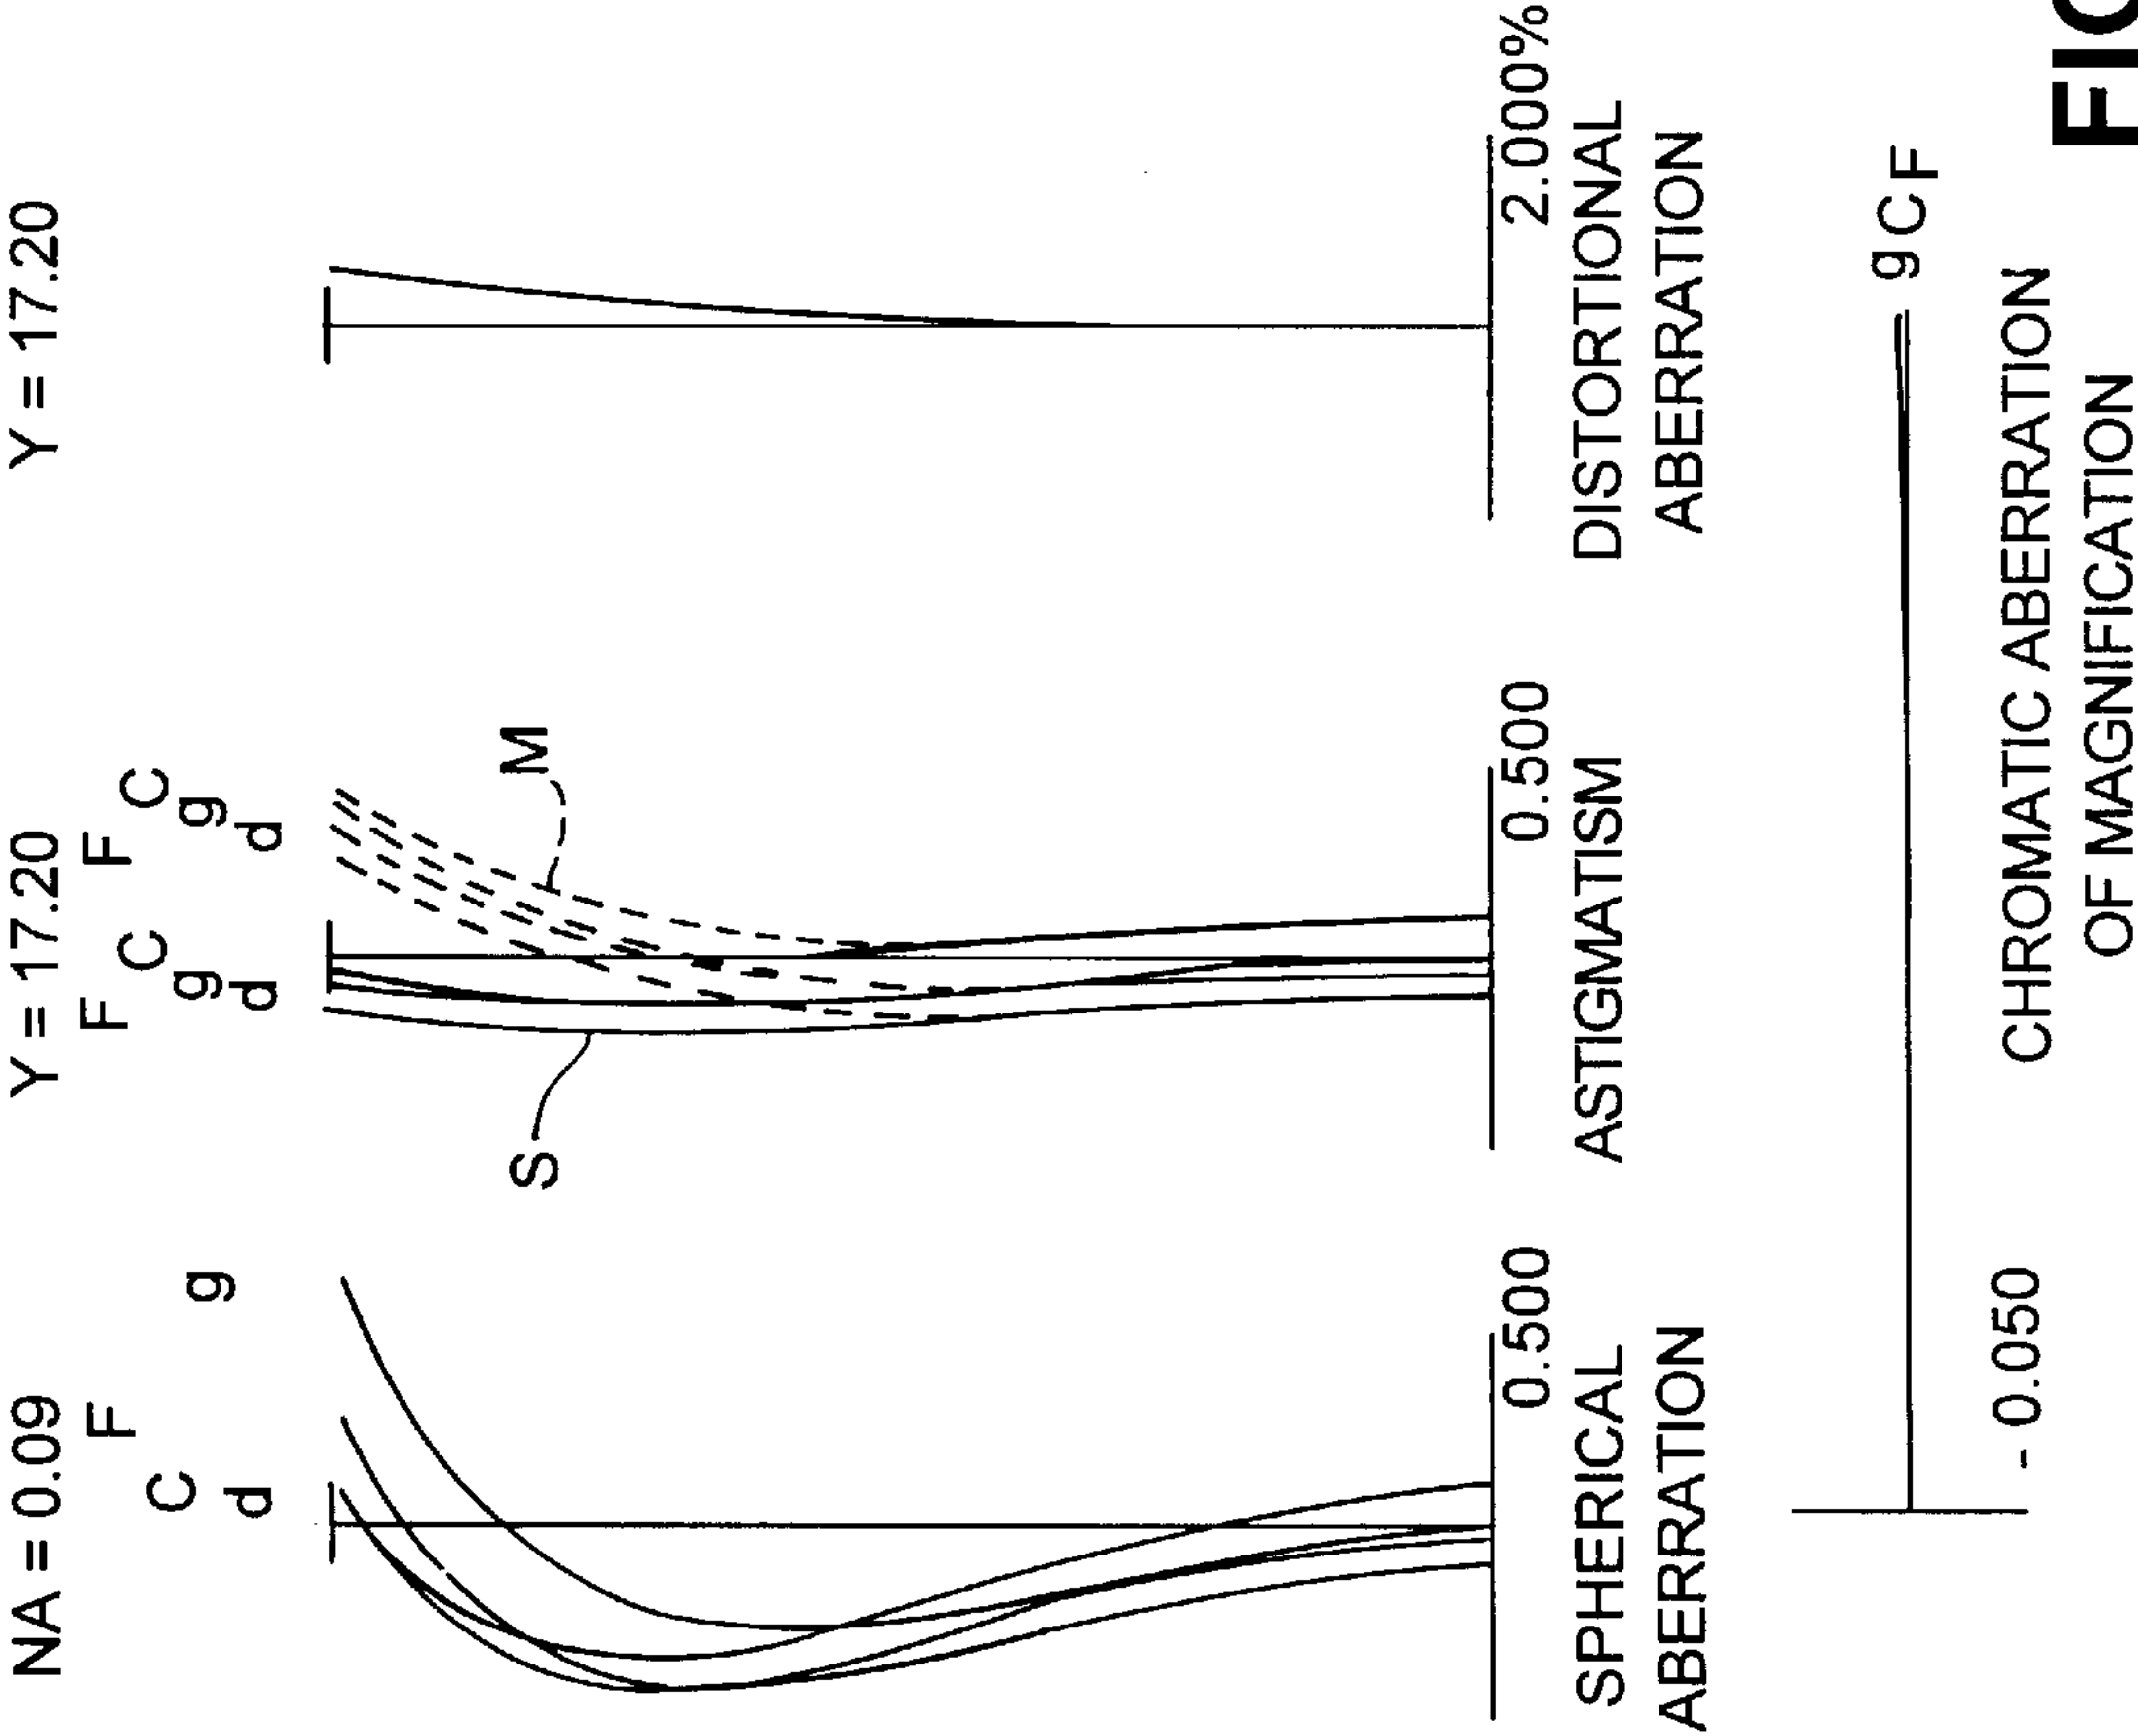 NA = 0.09
C
d
F
g
SPHERICAL
ABERRATION
0.500
Y = 17.20
F
C
g
d
F
C
g
d
S
M
ASTIGMATISM
0.500
Y = 17.20
DISTORTIONAL
ABERRATION
2.000%
g C F
- 0.050
CHROMATIC ABERRATION
OF MAGNIFICATION